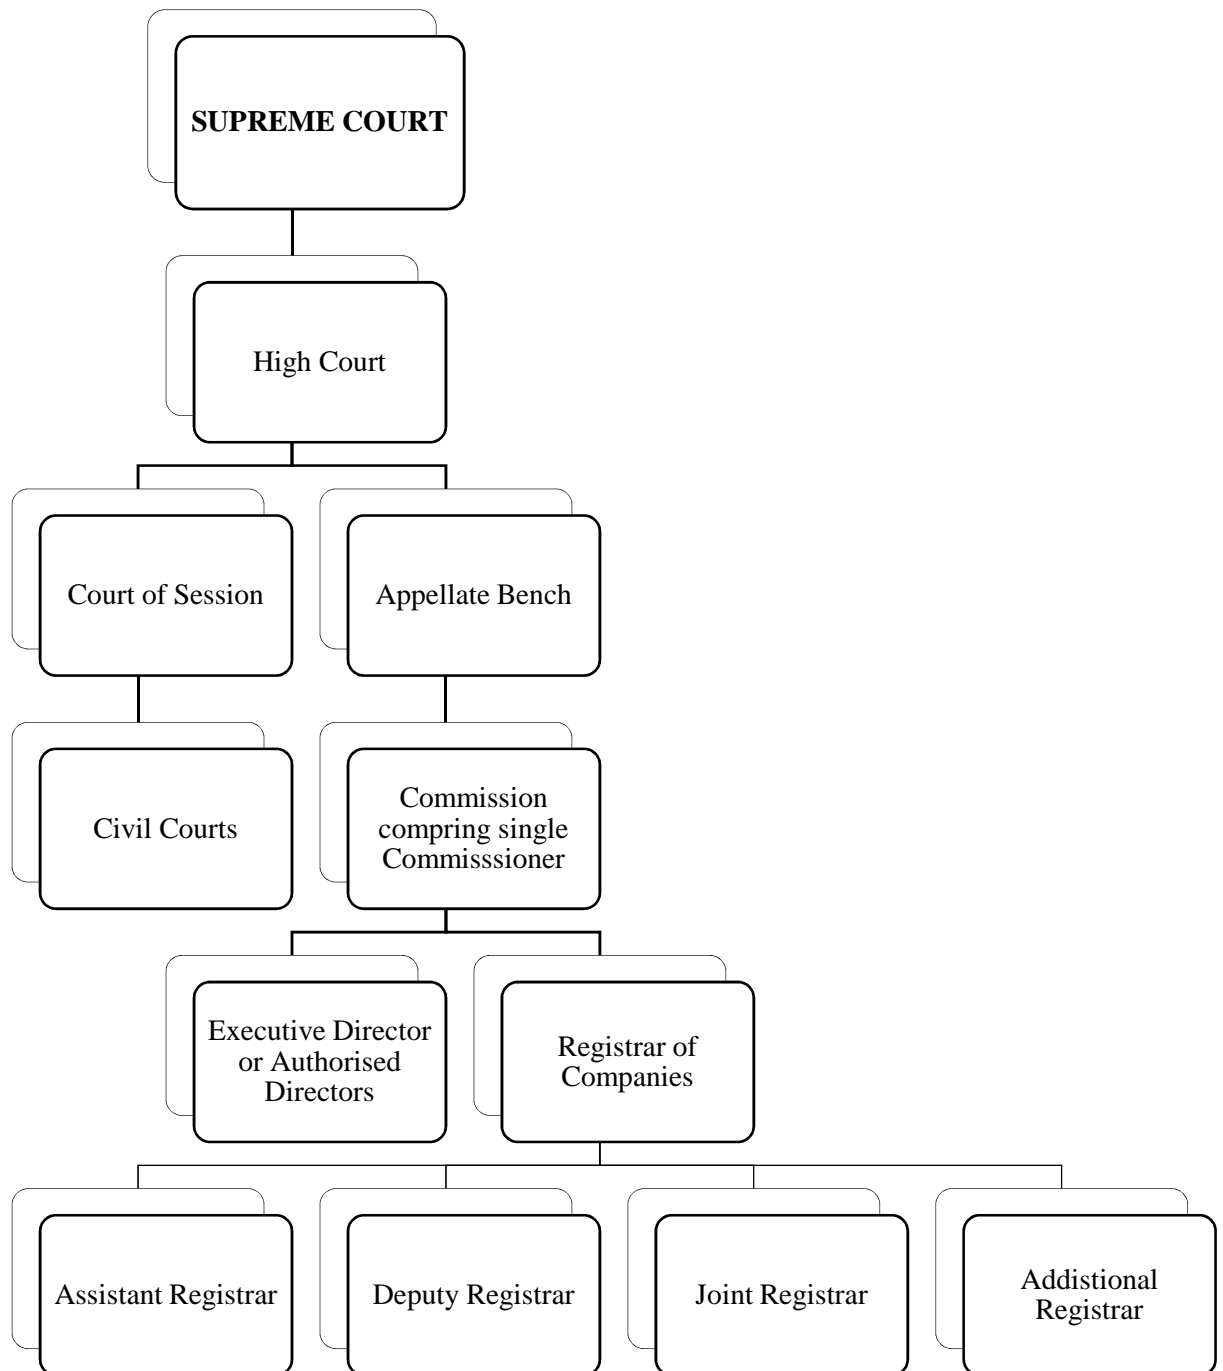 SUPREME COURT
High Court
Court of Session
Appellate Bench
Civil Courts
Commission
compring single
Commisssioner
Executive Director
or Authorised
Directors
Registrar of
Companies
Assistant Registrar
Deputy Registrar
Joint Registrar
Addistional
Registrar